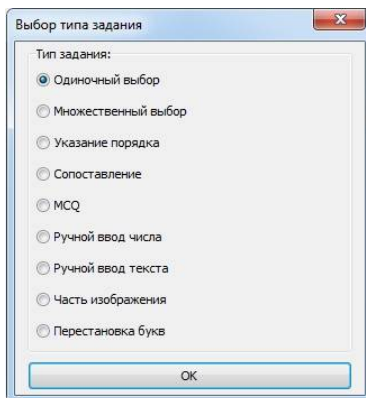 Выбор типа задания
Тип задания:
Одиночный выбор
Множественный выбор
Указание порядка
Сопоставление
MCQ
Ручной ввод числа
Ручной ввод текста
Часть изображения
Перестановка букв
OK